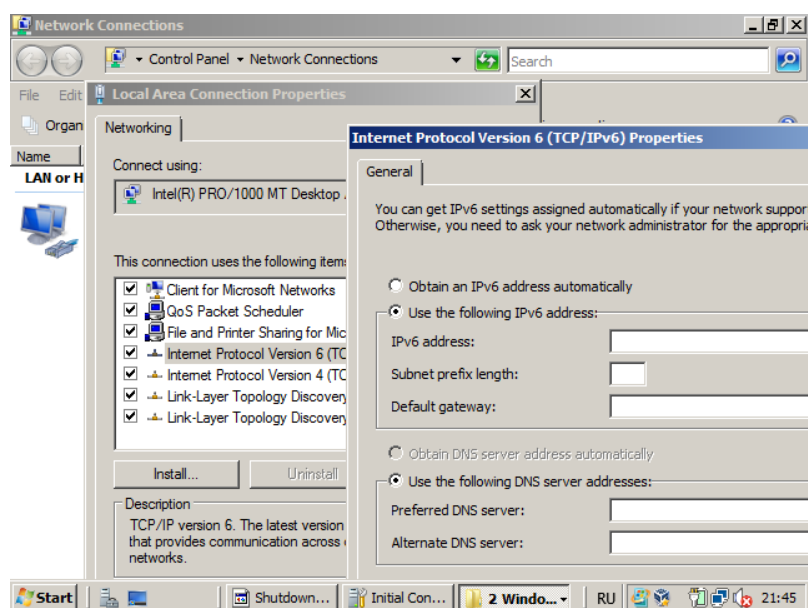 Network Connections
Control Panel Network Connections
Search
File Edit
Organ
Name
LAN or H
Local Area Connection Properties
Networking
Connect using:
Intel(R) PRO/1000 MT Desktop
This connection uses the following item
Client for Microsoft Networks
QoS Packet Scheduler
File and Printer Sharing for Mic
Internet Protocol Version 6 (TC
Internet Protocol Version 4 (TC
Link-Layer Topology Discovery
Link-Layer Topology Discovery
Install...
Uninstall
Description
TCP/IP version 6. The latest version
that provides communication across
networks.
Internet Protocol Version 6 (TCP/IPv6) Properties
General
You can get IPv6 settings assigned automatically if your network suppor
Otherwise, you need to ask your network administrator for the appropria
Obtain an IPv6 address automatically
Use the following IPv6 address:
IPv6 address:
Subnet prefix length:
Default gateway:
Obtain DNS server address automatically
Use the following DNS server addresses:
Preferred DNS server:
Alternate DNS server:
Start
Shutdown...
Initial Con...
2 Windo...
RU
21:45